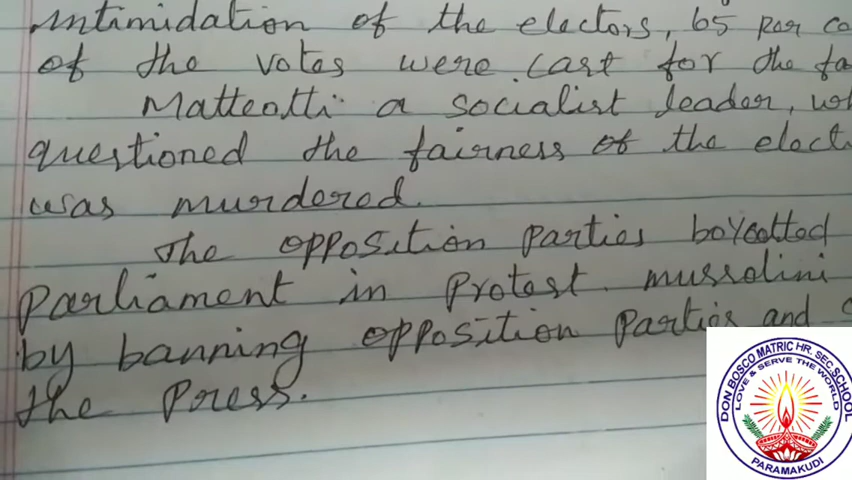 intimidation of the electors, 65 per
of the votes were cast for the
Matteotti a socialist leader,
questioned the fairness of the
was murdered.
The opposition parties boycotted
parliament in protest. mussolini
by banning opposition parties and
the press.
DON BOSCO MATRIC HR. SEC SCHOOL
LOVE & SERVE THE WORLD
PARAMAKUDI